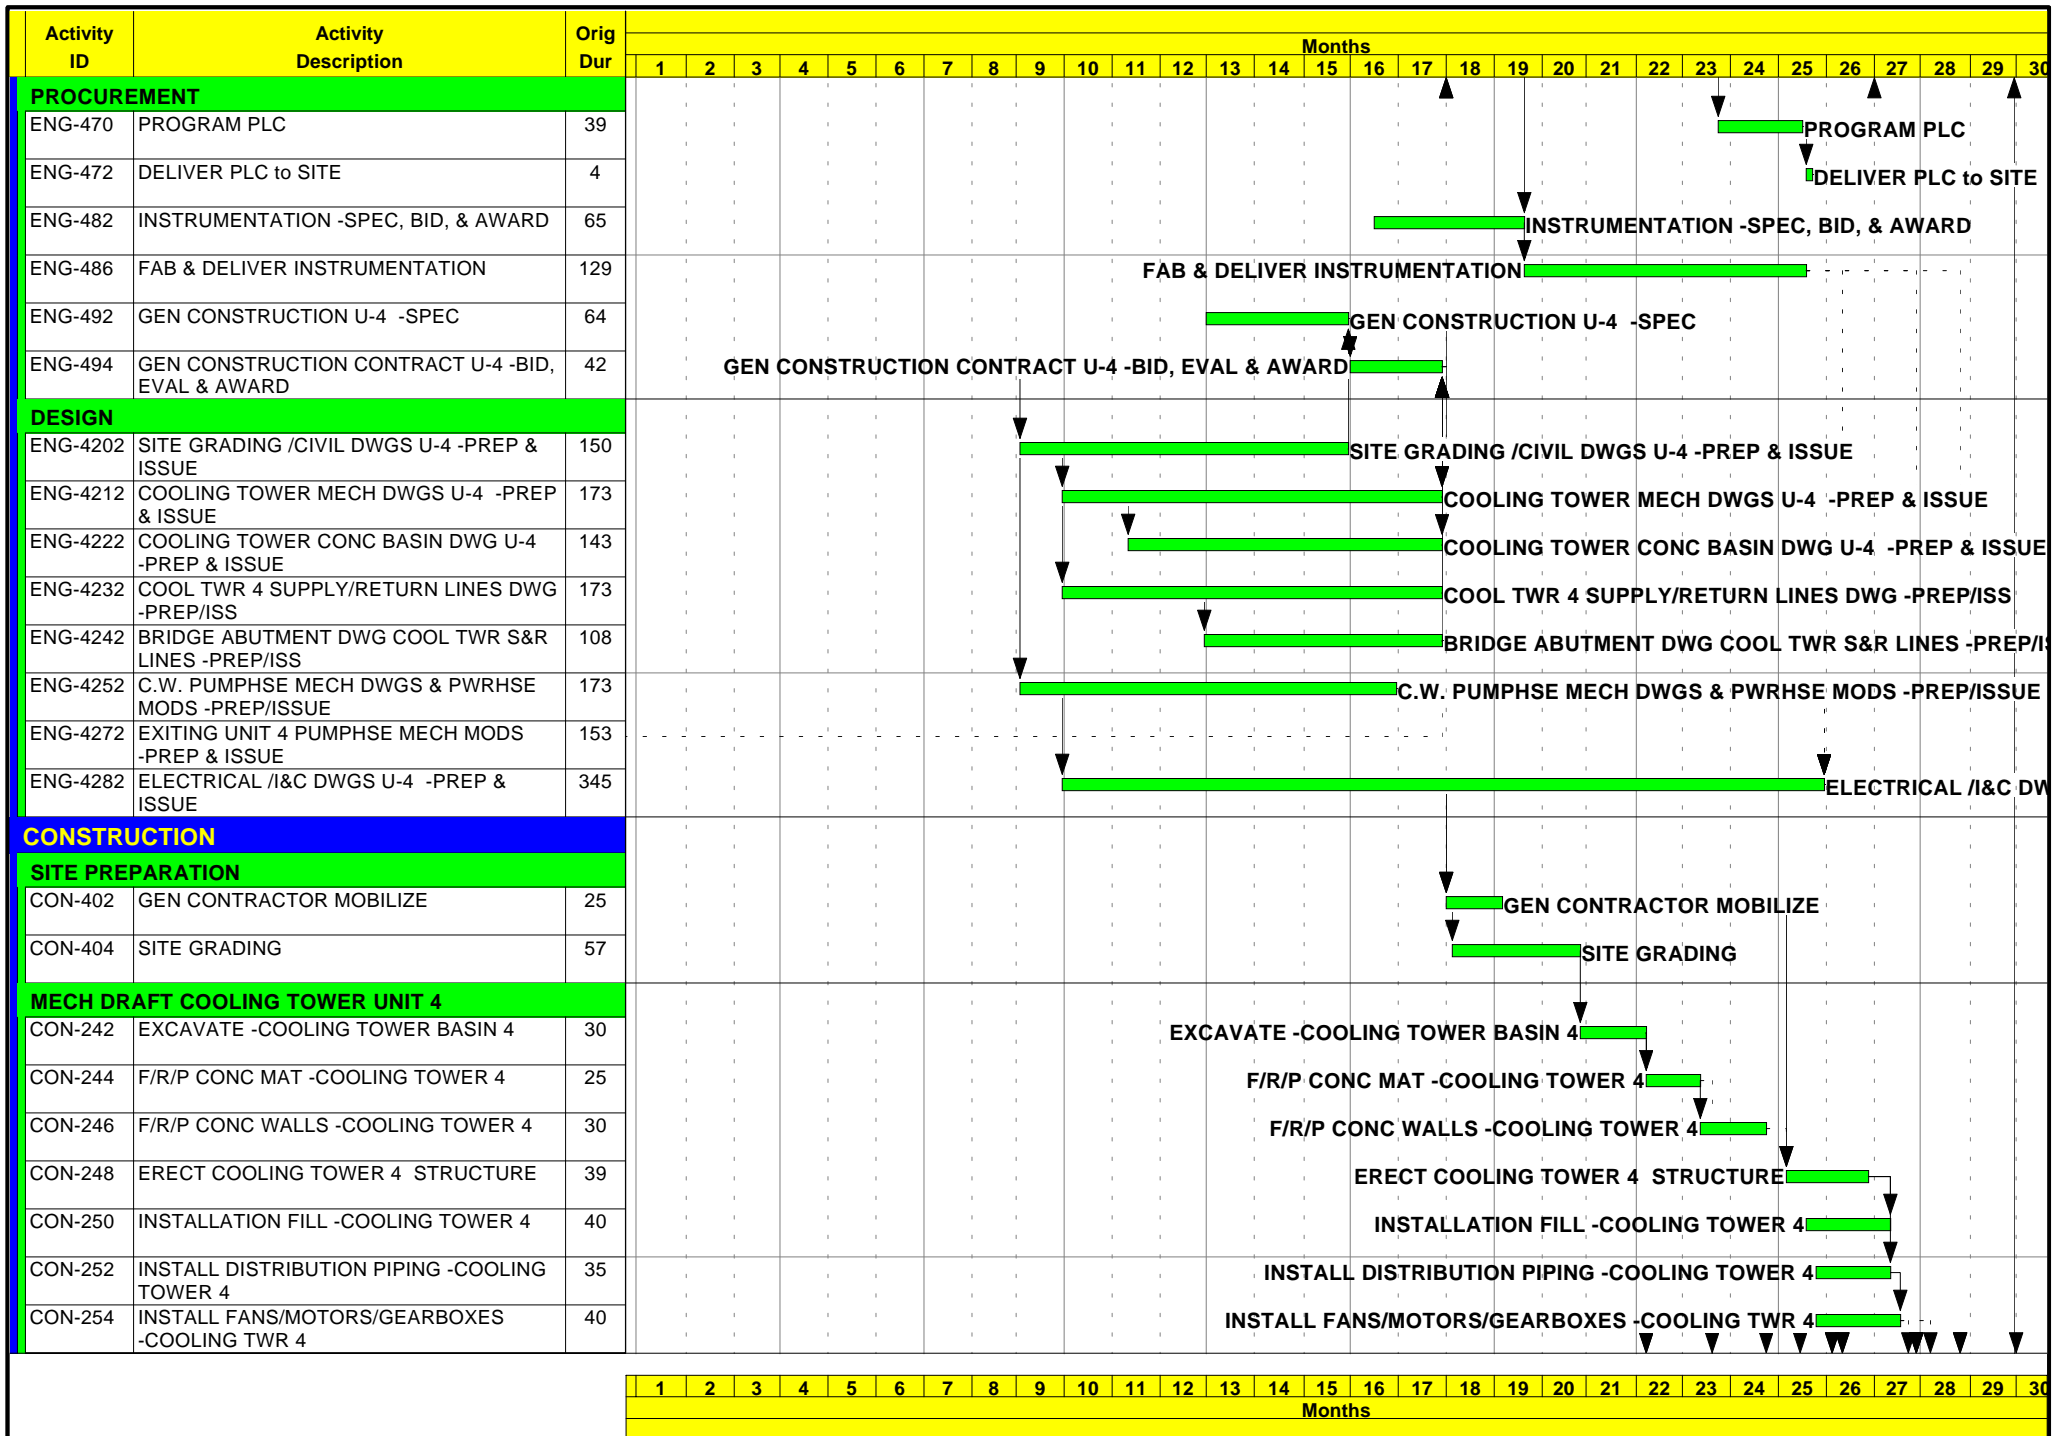 Activity Activity Orig
ID Description Dur
Months
1 2 3 4 5 6 7 8 9 10 11 12 13 14 15 16 17 18 19 20 21 22 23 24 25 26 27 28 29 30
PROCUREMENT
ENG-470 PROGRAM PLC 39 PROGRAM PLC
ENG-472 DELIVER PLC to SITE 4 DELIVER PLC to SITE
ENG-482 INSTRUMENTATION -SPEC, BID, & AWARD 65 INSTRUMENTATION -SPEC, BID, & AWARD
ENG-486 FAB & DELIVER INSTRUMENTATION 129 FAB & DELIVER INSTRUMENTATION
ENG-492 GEN CONSTRUCTION U-4 -SPEC 64 GEN CONSTRUCTION U-4 -SPEC
ENG-494 GEN CONSTRUCTION CONTRACT U-4 -BID, 42 GEN CONSTRUCTION CONTRACT U-4 -BID, EVAL & AWARD
EVAL & AWARD
DESIGN
ENG-4202 SITE GRADING /CIVIL DWGS U-4 -PREP & 150 SITE GRADING /CIVIL DWGS U-4 -PREP & ISSUE
ISSUE
ENG-4212 COOLING TOWER MECH DWGS U-4 -PREP 173 COOLING TOWER MECH DWGS U-4 -PREP & ISSUE
& ISSUE
ENG-4222 COOLING TOWER CONC BASIN DWG U-4 143 COOLING TOWER CONC BASIN DWG U-4 -PREP & ISSUE
-PREP & ISSUE
ENG-4232 COOL TWR 4 SUPPLY/RETURN LINES DWG 173 COOL TWR 4 SUPPLY/RETURN LINES DWG -PREP/ISS
-PREP/ISS
ENG-4242 BRIDGE ABUTMENT DWG COOL TWR S&R 108 BRIDGE ABUTMENT DWG COOL TWR S&R LINES -PREP/IS
LINES -PREP/ISS
ENG-4252 C.W. PUMPHSE MECH DWGS & PWRHSE 173 C.W. PUMPHSE MECH DWGS & PWRHSE MODS -PREP/ISSUE
MODS -PREP/ISSUE
ENG-4272 EXITING UNIT 4 PUMPHSE MECH MODS 153
-PREP & ISSUE
ENG-4282 ELECTRICAL /I&C DWGS U-4 -PREP & 345 ELECTRICAL /I&C DW
ISSUE
CONSTRUCTION
SITE PREPARATION
CON-402 GEN CONTRACTOR MOBILIZE 25 GEN CONTRACTOR MOBILIZE
CON-404 SITE GRADING 57 SITE GRADING
MECH DRAFT COOLING TOWER UNIT 4
CON-242 EXCAVATE -COOLING TOWER BASIN 4 30 EXCAVATE -COOLING TOWER BASIN 4
CON-244 F/R/P CONC MAT -COOLING TOWER 4 25 F/R/P CONC MAT -COOLING TOWER 4
CON-246 F/R/P CONC WALLS -COOLING TOWER 4 30 F/R/P CONC WALLS -COOLING TOWER 4
CON-248 ERECT COOLING TOWER 4 STRUCTURE 39 ERECT COOLING TOWER 4 STRUCTURE
CON-250 INSTALLATION FILL -COOLING TOWER 4 40 INSTALLATION FILL -COOLING TOWER 4
CON-252 INSTALL DISTRIBUTION PIPING -COOLING 35 INSTALL DISTRIBUTION PIPING -COOLING TOWER 4
TOWER 4
CON-254 INSTALL FANS/MOTORS/GEARBOXES 40 INSTALL FANS/MOTORS/GEARBOXES -COOLING TWR 4
-COOLING TWR 4
1 2 3 4 5 6 7 8 9 10 11 12 13 14 15 16 17 18 19 20 21 22 23 24 25 26 27 28 29 30
Months